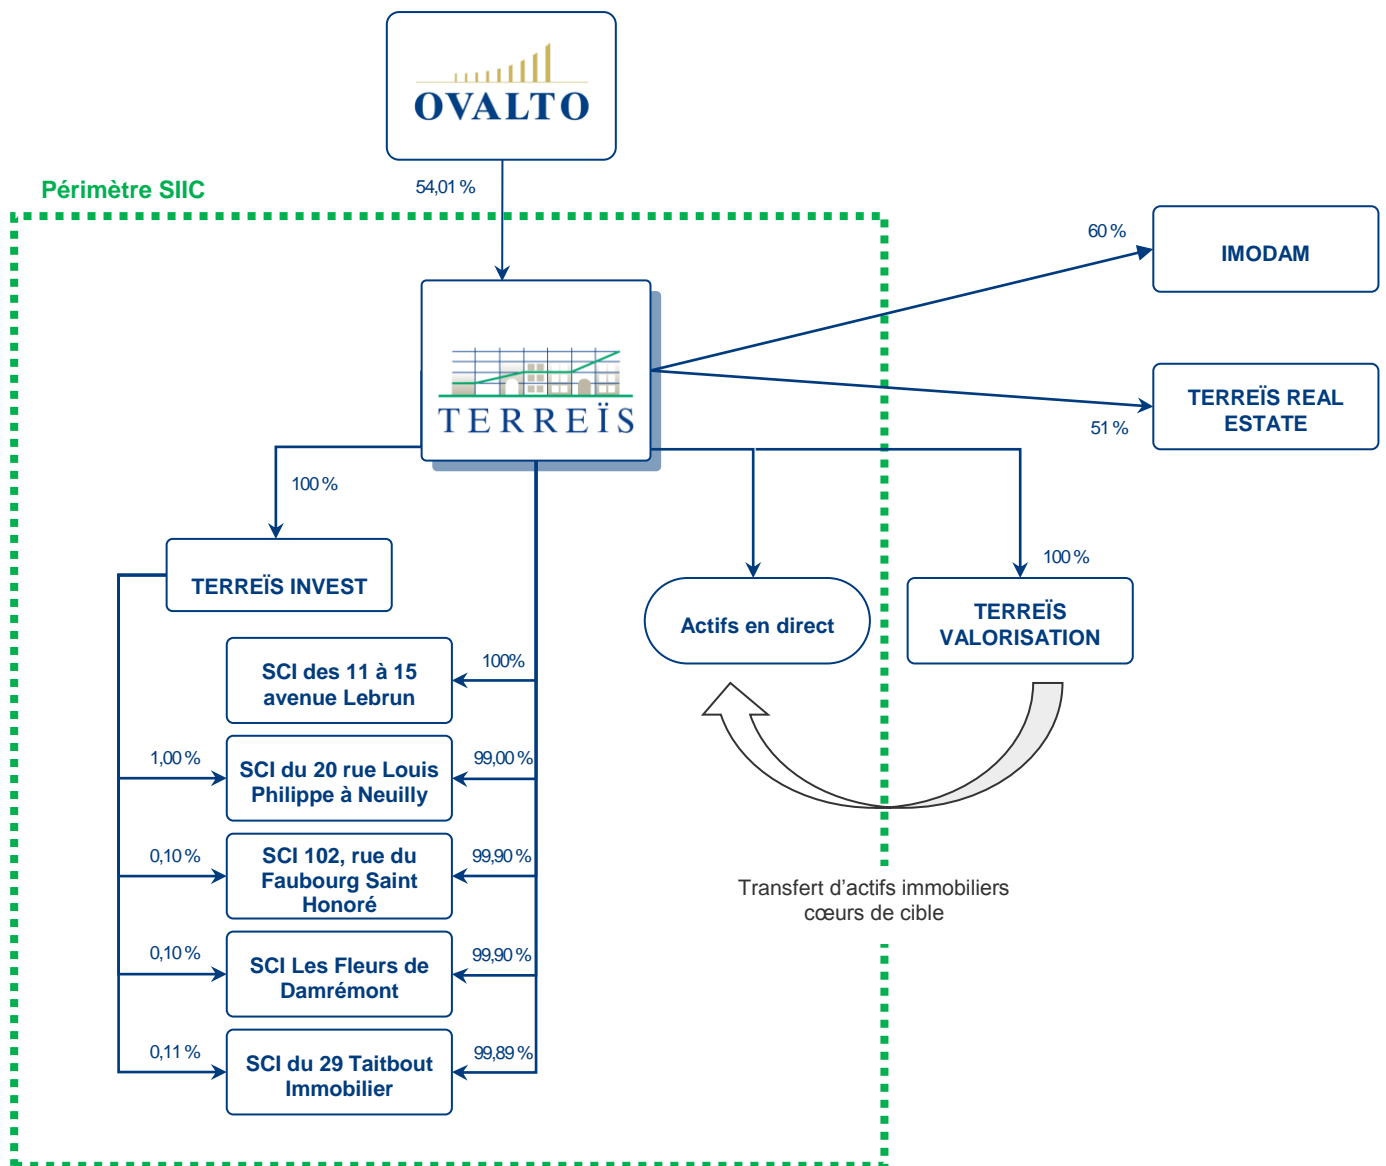 OVALTO
54,01 %
Périmètre SIIC
60 %
IMODAM
TERREÏS
TERREÏS REAL
ESTATE
51 %
100 %
TERREÏS INVEST
100 %
Actifs en direct
TERREÏS
VALORISATION
SCI des 11 à 15
avenue Lebrun
100%
1,00 %
SCI du 20 rue Louis
Philippe à Neuilly
99,00 %
0,10 %
SCI 102, rue du
Faubourg Saint
Honoré
99,90 %
Transfert d’actifs immobiliers
cœurs de cible
0,10 %
SCI Les Fleurs de
Damrémont
99,90 %
0,11 %
SCI du 29 Taitbout
Immobilier
99,89 %